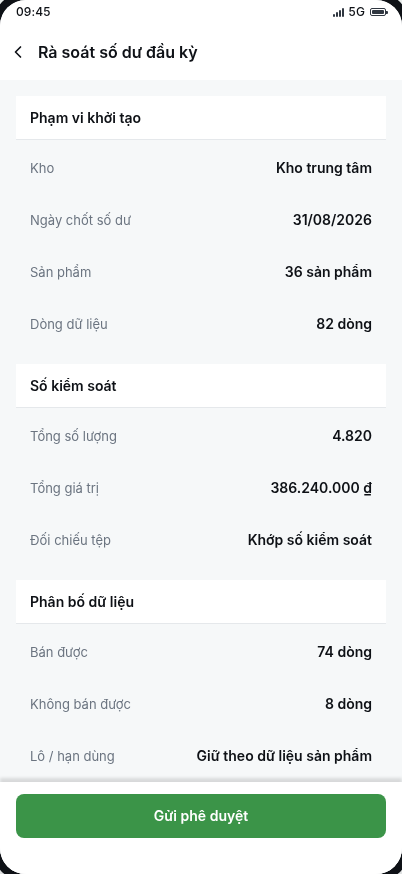 09:45
5G
Rà soát số dư đầu kỳ
Phạm vi khởi tạo
Kho Kho trung tâm
Ngày chốt số dư 31/08/2026
Sản phẩm 36 sản phẩm
Dòng dữ liệu 82 dòng
Số kiểm soát
Tổng số lượng 4.820
Tổng giá trị 386.240.000 ₫
Đối chiếu tệp Khớp số kiểm soát
Phân bố dữ liệu
Bán được 74 dòng
Không bán được 8 dòng
Lô / hạn dùng Giữ theo dữ liệu sản phẩm
Gửi phê duyệt